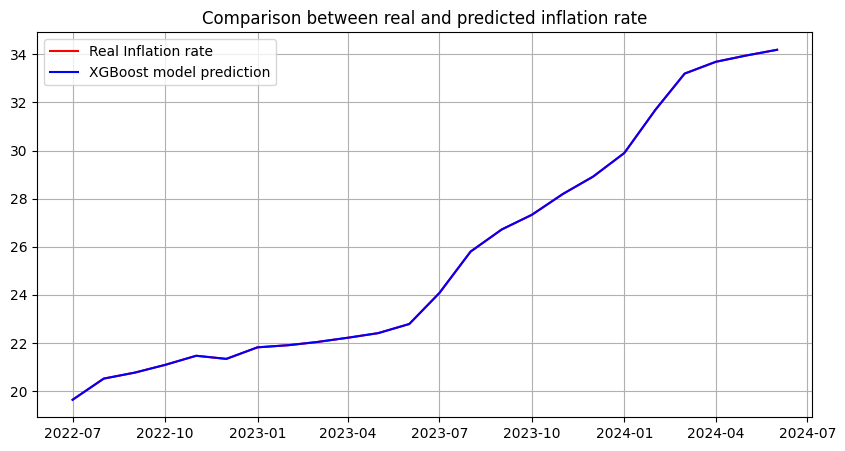 Comparison between real and predicted inflation rate
Real Inflation rate
XGBoost model prediction
34
32
30
28
26
24
22
20
2022-07 2022-10 2023-01 2023-04 2023-07 2023-10 2024-01 2024-04 2024-07